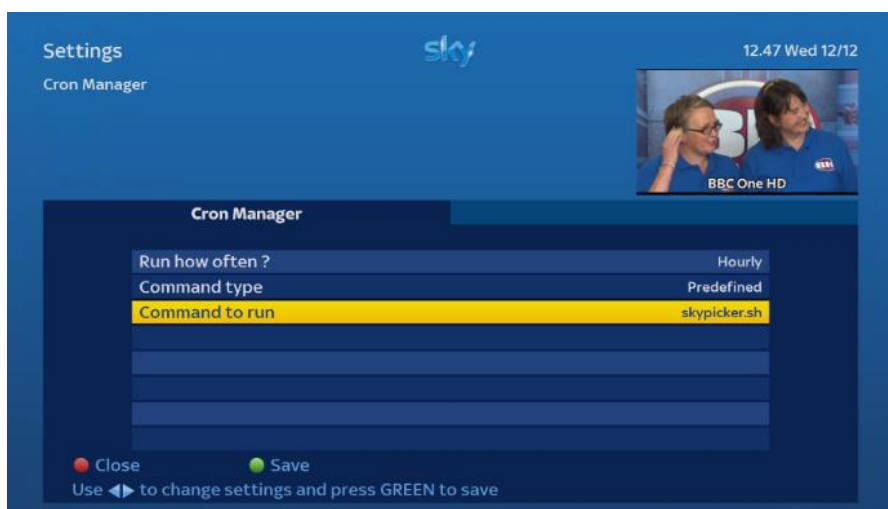 Settings
sky
12.47 Wed 12/12
Cron Manager
BBC One HD
Cron Manager
Run how often ? Hourly
Command type Predefined
Command to run skypicker.sh
Close Save
Use ◀▶ to change settings and press GREEN to save